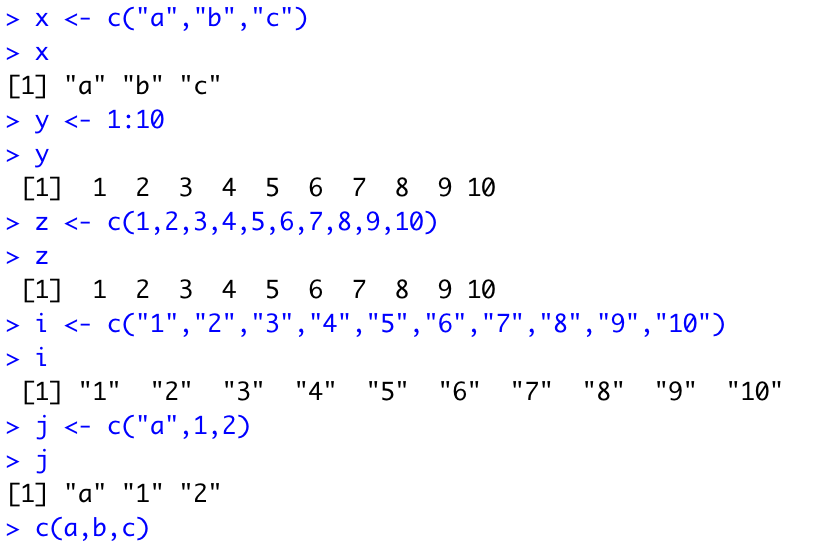 > x <- c("a","b","c")
> x
[1] "a" "b" "c"
> y <- 1:10
> y
 [1]  1  2  3  4  5  6  7  8  9 10
> z <- c(1,2,3,4,5,6,7,8,9,10)
> z
 [1]  1  2  3  4  5  6  7  8  9 10
> i <- c("1","2","3","4","5","6","7","8","9","10")
> i
 [1] "1"  "2"  "3"  "4"  "5"  "6"  "7"  "8"  "9"  "10"
> j <- c("a",1,2)
> j
[1] "a" "1" "2"
> c(a,b,c)